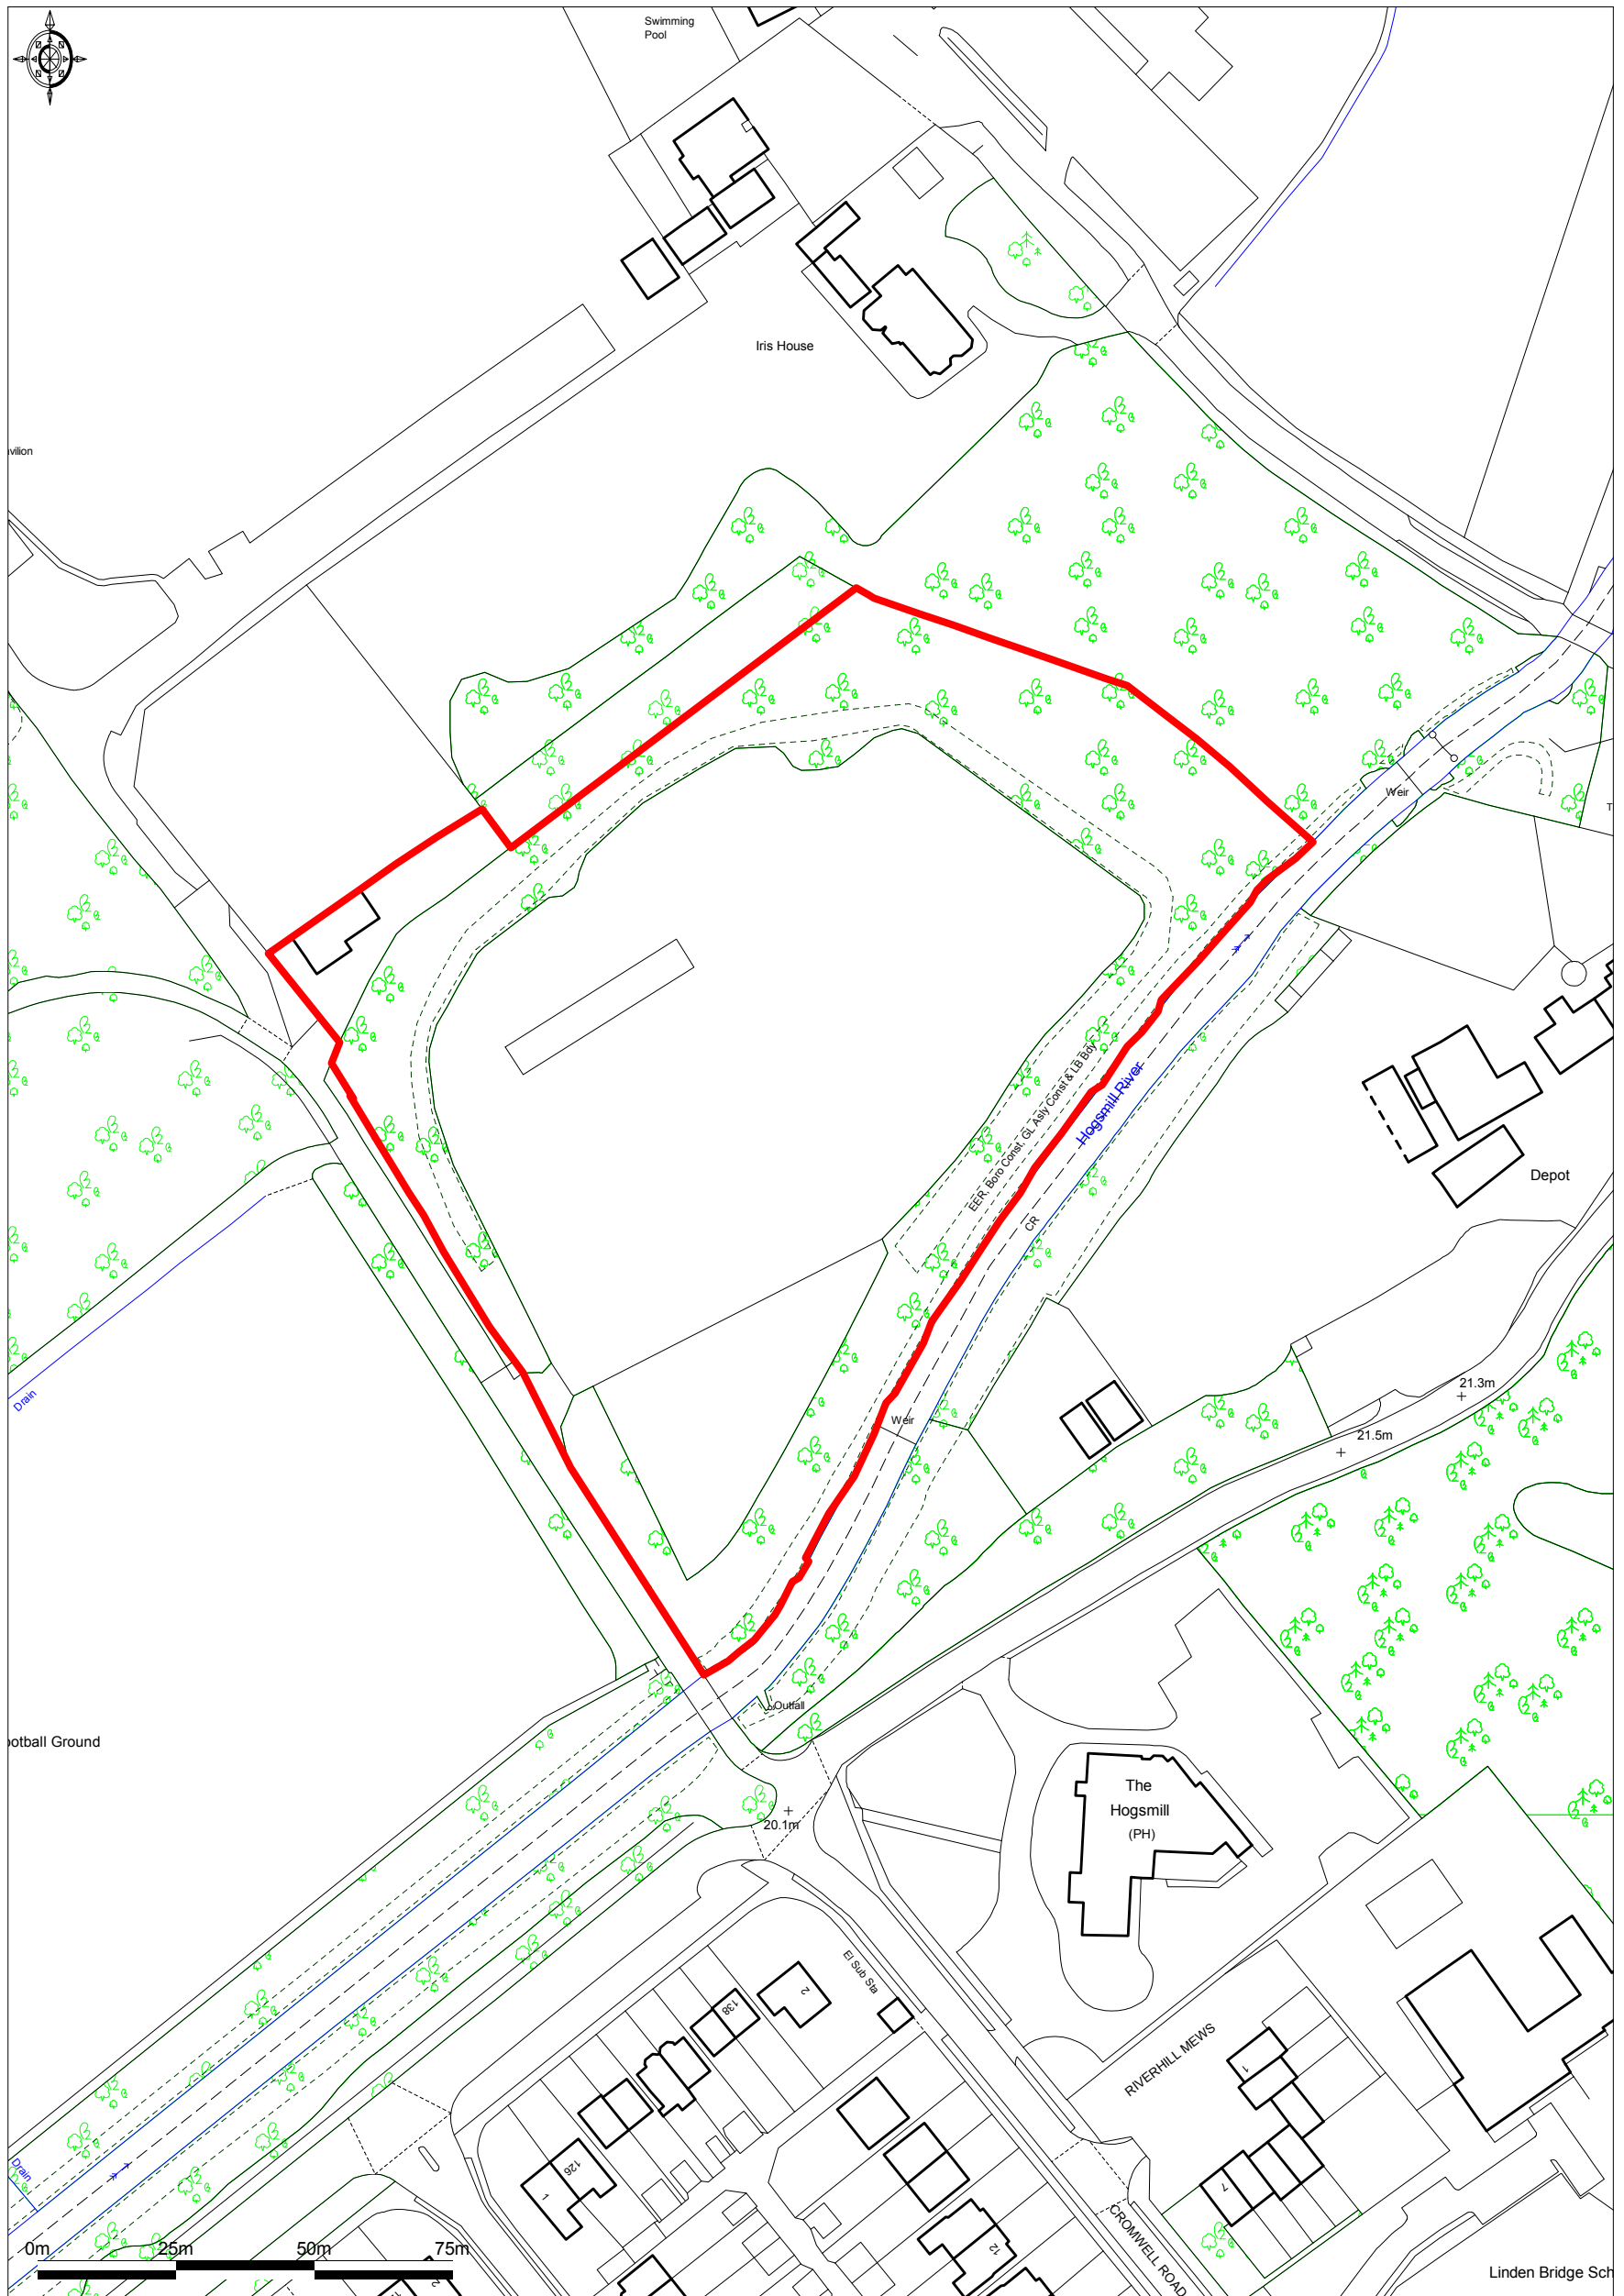 Swimming
Pool
Iris House
vilion
Weir
EER, Boro Const, GL Asly Const & LB Bdy
Hogsmill River
CR
Depot
Drain
21.3m
21.5m
Weir
Outfall
ootball Ground
The
Hogsmill
(PH)
20.1m
El Sub Sta
138
2
RIVERHILL MEWS
1
126
1
7
Drain
12
CROMWELL ROAD
0m 25m 50m 75m
2
Linden Bridge Sch